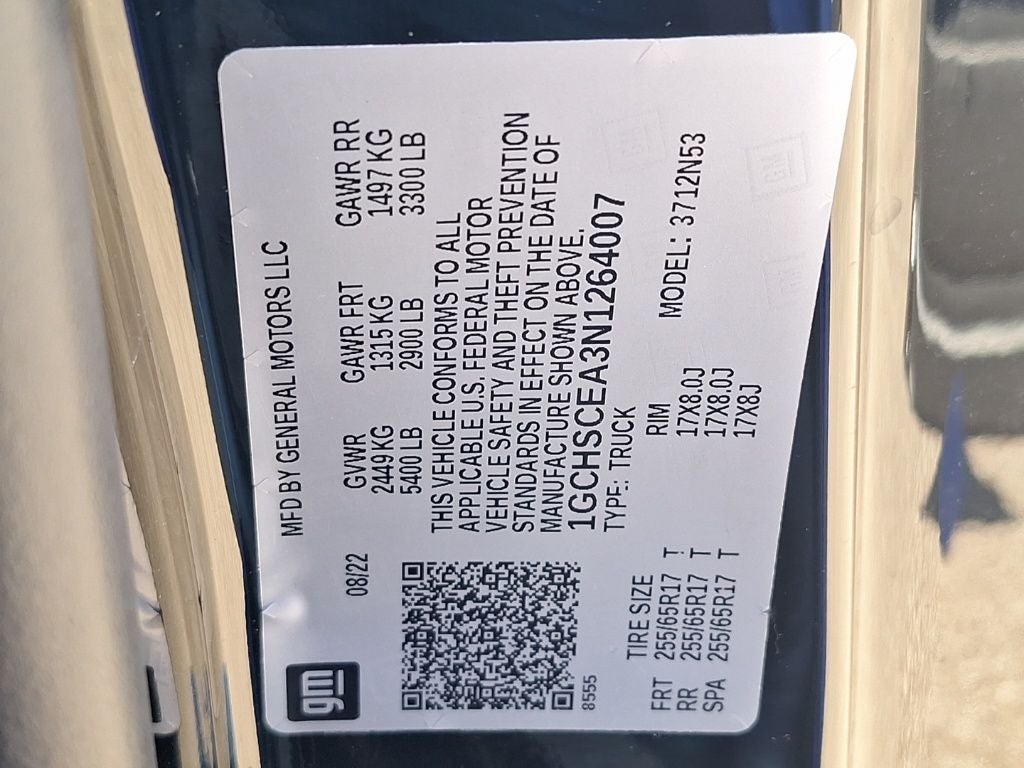 gm
MFD BY GENERAL MOTORS LLC
08/22
GVWR GAWR FRT GAWR RR
2449 KG 1315 KG 1497 KG
5400 LB 2900 LB 3300 LB
THIS VEHICLE CONFORMS TO ALL
APPLICABLE U.S. FEDERAL MOTOR
VEHICLE SAFETY AND THEFT PREVENTION
STANDARDS IN EFFECT ON THE DATE OF
MANUFACTURE SHOWN ABOVE.
1GCHSCEA3N1264007
TYPE: TRUCK
8555
TIRE SIZE RIM MODEL: 3712N53
FRT 255/65R17 T 17X8.0J
RR 255/65R17 T 17X8.0J
SPA 255/65R17 T 17X8J
GM
GM
GM